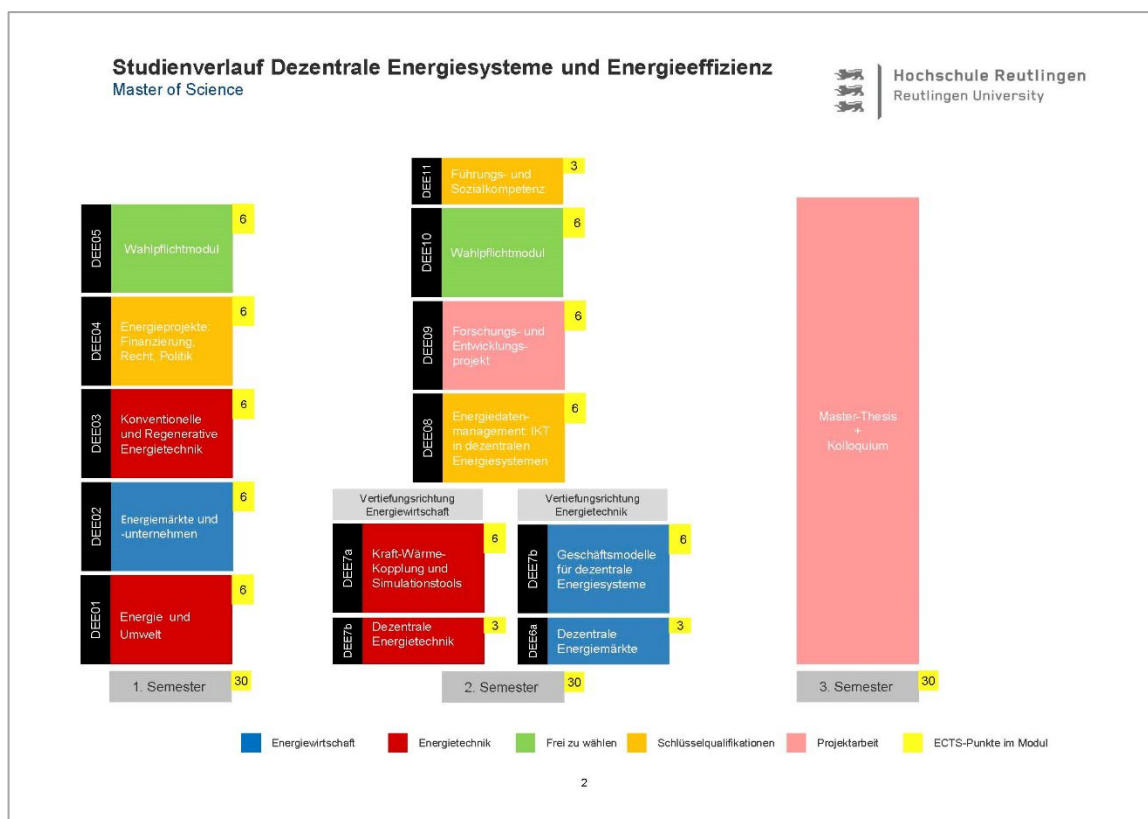 Studienverlauf Dezentrale Energiesysteme und Energieeffizienz
Master of Science
Hochschule Reutlingen
Reutlingen University
DEE05
Wahlpflichtmodul
6
DEE04
Energieprojekte:
Finanzierung,
Recht, Politik
6
DEE03
Konventionelle
und Regenerative
Energietechnik
6
DEE02
Energiemärkte und
-unternehmen
6
DEE01
Energie und
Umwelt
6
1. Semester
30
DEE11
Führungs- und
Sozialkompetenz
3
DEE10
Wahlpflichtmodul
6
DEE09
Forschungs- und
Entwicklungs-
projekt
6
DEE08
Energiedaten-
management: IKT
in dezentralen
Energiesystemen
6
Vertiefungsrichtung
Energiewirtschaft
DEE7a
Kraft-Wärme-
Kopplung und
Simulationstools
6
DEE7b
Dezentrale
Energietechnik
3
Vertiefungsrichtung
Energietechnik
DEE7b
Geschäftsmodelle
für dezentrale
Energiesysteme
6
DEE6a
Dezentrale
Energiemärkte
3
2. Semester
30
Master-Thesis
+
Kolloquium
3. Semester
30
Energiewirtschaft
Energietechnik
Frei zu wählen
Schlüsselqualifikationen
Projektarbeit
ECTS-Punkte im Modul
2